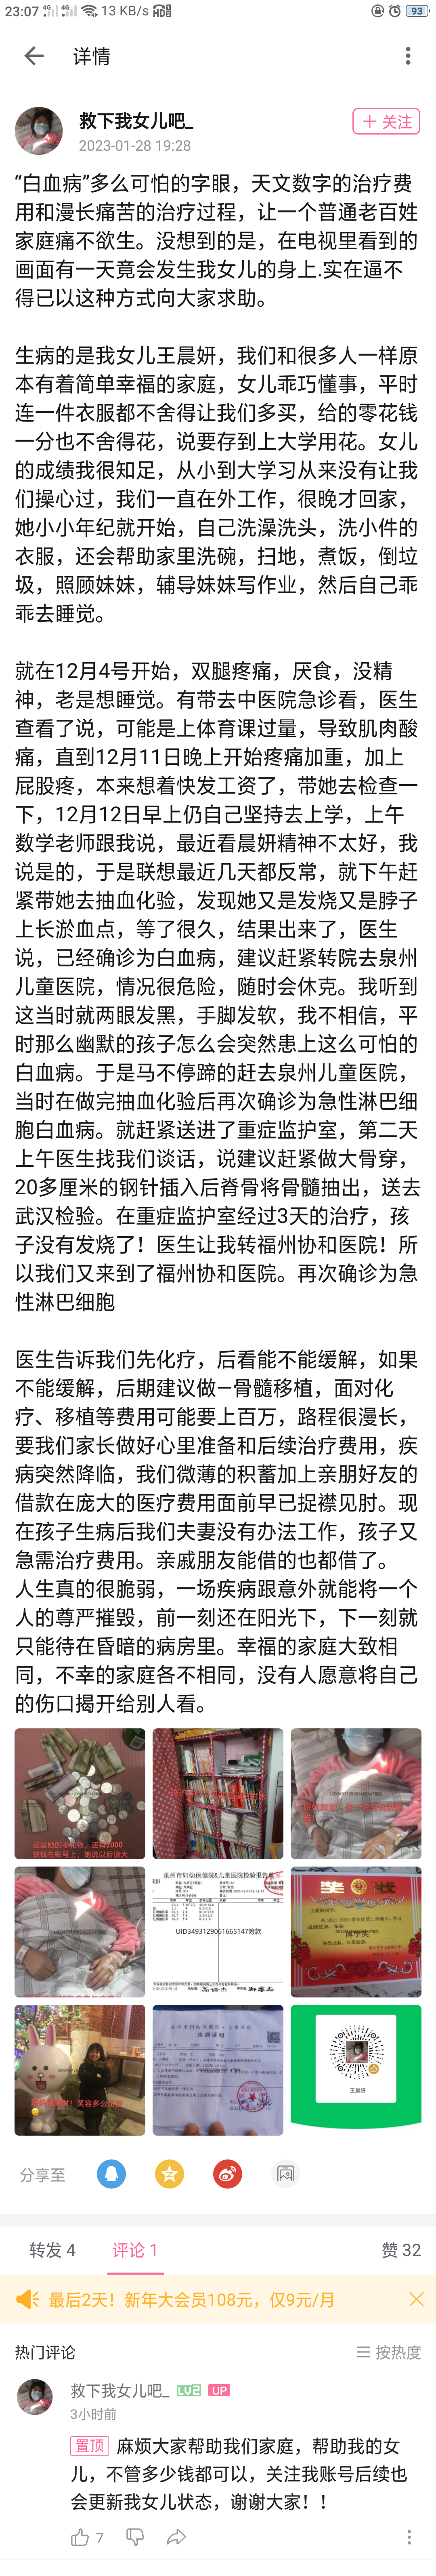 23:07
13 KB/s
93
详情
救下我女儿吧_
2023-01-28 19:28
关注
“白血病”多么可怕的字眼，天文数字的治疗费
用和漫长痛苦的治疗过程，让一个普通老百姓
家庭痛不欲生。没想到的是，在电视里看到的
画面有一天竟会发生我女儿的身上.实在逼不
得已以这种方式向大家求助。
生病的是我女儿王晨妍，我们和很多人一样原
本有着简单幸福的家庭，女儿乖巧懂事，平时
连一件衣服都不舍得让我们多买，给的零花钱
一分也不舍得花，说要存到上大学用花。女儿
的成绩我很知足，从小到大学习从来没有让我
们操心过，我们一直在外工作，很晚才回家，
她小小年纪就开始，自己洗澡洗头，洗小件的
衣服，还会帮助家里洗碗，扫地，煮饭，倒垃
圾，照顾妹妹，辅导妹妹写作业，然后自己乖
乖去睡觉。
就在12月4号开始，双腿疼痛，厌食，没精
神，老是想睡觉。有带去中医院急诊看，医生
查看了说，可能是上体育课过量，导致肌肉酸
痛，直到12月11日晚上开始疼痛加重，加上
屁股疼，本来想着快发工资了，带她去检查一
下，12月12日早上仍自己坚持去上学，上午
数学老师跟我说，最近看晨妍精神不太好，我
说是的，于是联想最近几天都反常，就下午赶
紧带她去抽血化验，发现她又是发烧又是脖子
上长淤血点，等了很久，结果出来了，医生
说，已经确诊为白血病，建议赶紧转院去泉州
儿童医院，情况很危险，随时会休克。我听到
这当时就两眼发黑，手脚发软，我不相信，平
时那么幽默的孩子怎么会突然患上这么可怕的
白血病。于是马不停蹄的赶去泉州儿童医院，
当时在做完抽血化验后再次确诊为急性淋巴细
胞白血病。就赶紧送进了重症监护室，第二天
上午医生找我们谈话，说建议赶紧做大骨穿，
20多厘米的钢针插入后脊骨将骨髓抽出，送去
武汉检验。在重症监护室经过3天的治疗，孩
子没有发烧了！医生让我转福州协和医院！所
以我们又来到了福州协和医院。再次确诊为急
性淋巴细胞
医生告诉我们先化疗，后看能不能缓解，如果
不能缓解，后期建议做—骨髓移植，面对化
疗、移植等费用可能要上百万，路程很漫长，
要我们家长做好心里准备和后续治疗费用，疾
病突然降临，我们微薄的积蓄加上亲朋好友的
借款在庞大的医疗费用面前早已捉襟见肘。现
在孩子生病后我们夫妻没有办法工作，孩子又
急需治疗费用。亲戚朋友能借的也都借了。
人生真的很脆弱，一场疾病跟意外就能将一个
人的尊严摧毁，前一刻还在阳光下，下一刻就
只能待在昏暗的病房里。幸福的家庭大致相
同，不幸的家庭各不相同，没有人愿意将自己
的伤口揭开给别人看。
这是她的零花钱，还有2000
块钱在账号上，她说以后读大
UID3493129061665147筹款
奖 状
王晨妍
分享至
转发 4
评论 1
赞 32
最后2天！新年大会员108元，仅9元/月
热门评论
按热度
救下我女儿吧_
LV2
UP
3小时前
置顶 麻烦大家帮助我们家庭，帮助我的女
儿，不管多少钱都可以，关注我账号后续也
会更新我女儿状态，谢谢大家！！
7